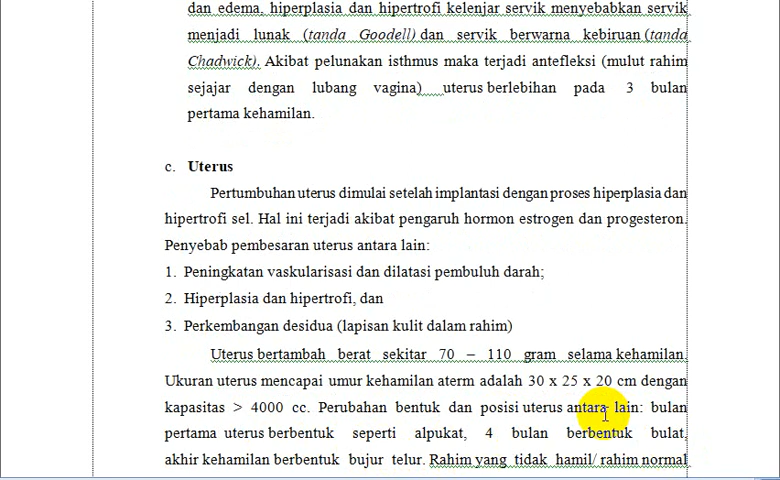 dan edema, hiperplasia dan hipertrofi kelenjar servik menyebabkan servik
menjadi lunak (tanda Goodell) dan servik berwarna kebiruan (tanda
Chadwick). Akibat pelunakan isthmus maka terjadi antefleksi (mulut rahim
sejajar dengan lubang vagina) uterus berlebihan pada 3 bulan
pertama kehamilan.
c. Uterus
Pertumbuhan uterus dimulai setelah implantasi dengan proses hiperplasia dan
hipertrofi sel. Hal ini terjadi akibat pengaruh hormon estrogen dan progesteron.
Penyebab pembesaran uterus antara lain:
1. Peningkatan vaskularisasi dan dilatasi pembuluh darah;
2. Hiperplasia dan hipertrofi, dan
3. Perkembangan desidua (lapisan kulit dalam rahim)
Uterus bertambah berat sekitar 70 – 110 gram selama kehamilan.
Ukuran uterus mencapai umur kehamilan aterm adalah 30 x 25 x 20 cm dengan
kapasitas > 4000 cc. Perubahan bentuk dan posisi uterus antara lain: bulan
pertama uterus berbentuk seperti alpukat, 4 bulan berbentuk bulat,
akhir kehamilan berbentuk bujur telur. Rahim yang tidak hamil/ rahim normal